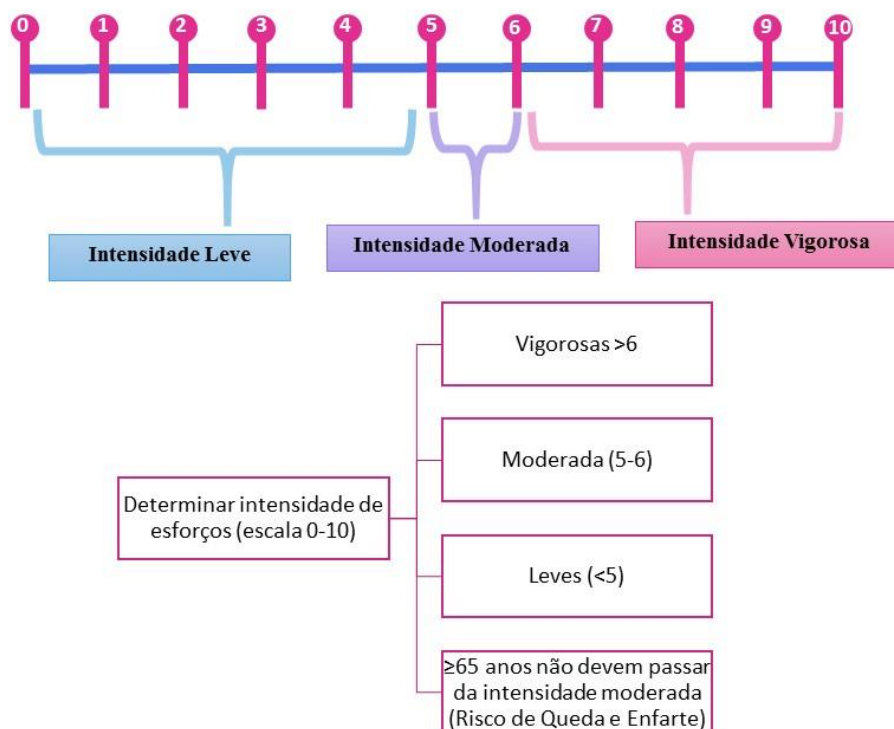 0 1 2 3 4 5 6 7 8 9 10
Intensidade Leve
Intensidade Moderada
Intensidade Vigorosa
Vigorosas >6
Moderada (5-6)
Determinar intensidade de
esforços (escala 0-10)
Leves (<5)
≥65 anos não devem passar
da intensidade moderada
(Risco de Queda e Enfarte)